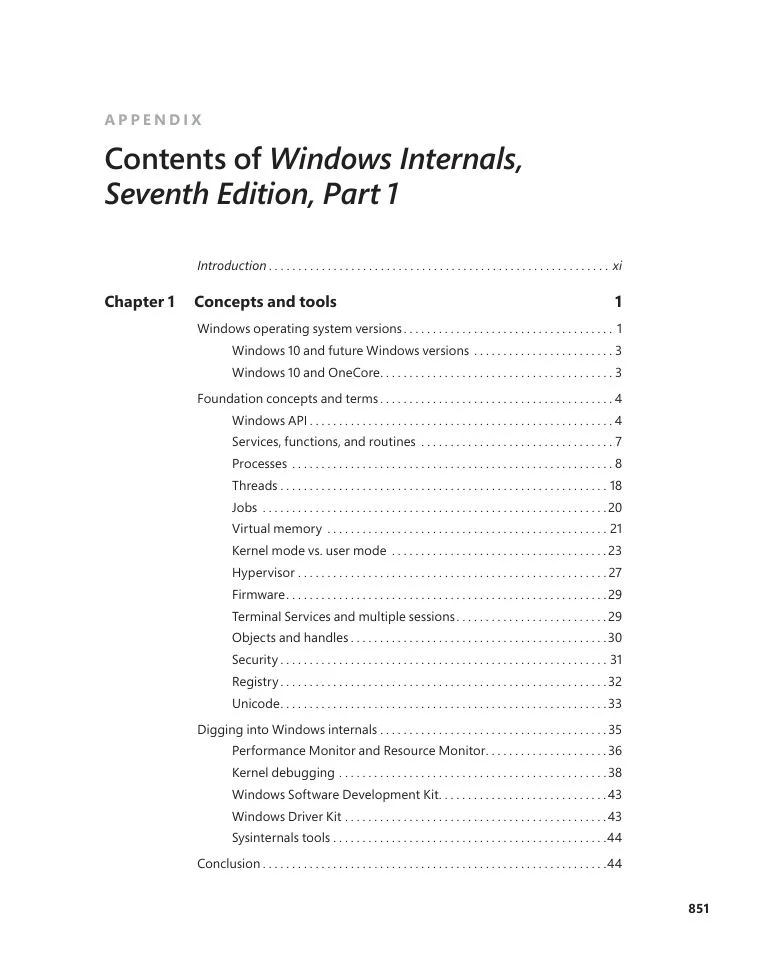 APPENDIX
Contents of Windows Internals,
Seventh Edition, Part 1
Introduction . . . . . . . . . . . . . . . . . . . . . . . . . . . . . . . . . . . . . . . . . . . . . . . . . . . . . . . . . . xi
Chapter 1 Concepts and tools 1
Windows operating system versions . . . . . . . . . . . . . . . . . . . . . . . . . . . . . . . . . . . . 1
Windows 10 and future Windows versions . . . . . . . . . . . . . . . . . . . . . . . . 3
Windows 10 and OneCore. . . . . . . . . . . . . . . . . . . . . . . . . . . . . . . . . . . . . . . . 3
Foundation concepts and terms . . . . . . . . . . . . . . . . . . . . . . . . . . . . . . . . . . . . . . . . 4
Windows API . . . . . . . . . . . . . . . . . . . . . . . . . . . . . . . . . . . . . . . . . . . . . . . . . . . . 4
Services, functions, and routines . . . . . . . . . . . . . . . . . . . . . . . . . . . . . . . . . 7
Processes . . . . . . . . . . . . . . . . . . . . . . . . . . . . . . . . . . . . . . . . . . . . . . . . . . . . . . . 8
Threads . . . . . . . . . . . . . . . . . . . . . . . . . . . . . . . . . . . . . . . . . . . . . . . . . . . . . . . . 18
Jobs . . . . . . . . . . . . . . . . . . . . . . . . . . . . . . . . . . . . . . . . . . . . . . . . . . . . . . . . . . . 20
Virtual memory . . . . . . . . . . . . . . . . . . . . . . . . . . . . . . . . . . . . . . . . . . . . . . . . 21
Kernel mode vs. user mode . . . . . . . . . . . . . . . . . . . . . . . . . . . . . . . . . . . . . 23
Hypervisor . . . . . . . . . . . . . . . . . . . . . . . . . . . . . . . . . . . . . . . . . . . . . . . . . . . . . 27
Firmware. . . . . . . . . . . . . . . . . . . . . . . . . . . . . . . . . . . . . . . . . . . . . . . . . . . . . . . 29
Terminal Services and multiple sessions . . . . . . . . . . . . . . . . . . . . . . . . . . 29
Objects and handles . . . . . . . . . . . . . . . . . . . . . . . . . . . . . . . . . . . . . . . . . . . . 30
Security . . . . . . . . . . . . . . . . . . . . . . . . . . . . . . . . . . . . . . . . . . . . . . . . . . . . . . . . 31
Registry . . . . . . . . . . . . . . . . . . . . . . . . . . . . . . . . . . . . . . . . . . . . . . . . . . . . . . . . 32
Unicode. . . . . . . . . . . . . . . . . . . . . . . . . . . . . . . . . . . . . . . . . . . . . . . . . . . . . . . . 33
Digging into Windows internals . . . . . . . . . . . . . . . . . . . . . . . . . . . . . . . . . . . . . . . 35
Performance Monitor and Resource Monitor. . . . . . . . . . . . . . . . . . . . . 36
Kernel debugging . . . . . . . . . . . . . . . . . . . . . . . . . . . . . . . . . . . . . . . . . . . . . . 38
Windows Software Development Kit. . . . . . . . . . . . . . . . . . . . . . . . . . . . . 43
Windows Driver Kit . . . . . . . . . . . . . . . . . . . . . . . . . . . . . . . . . . . . . . . . . . . . . 43
Sysinternals tools . . . . . . . . . . . . . . . . . . . . . . . . . . . . . . . . . . . . . . . . . . . . . . . 44
Conclusion . . . . . . . . . . . . . . . . . . . . . . . . . . . . . . . . . . . . . . . . . . . . . . . . . . . . . . . . . . . 44
851